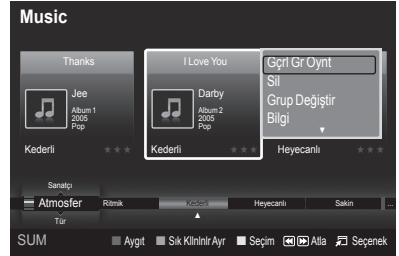 Music
Thanks
Jee
Album 1
2005
Pop
Kederli
I Love You
Darby
Album 2
2005
Pop
Kederli
Gçrl Gr Oynt
Sil
Grup Değiştir
Bilgi
Heyecanlı
Sanatçı
Atmosfer
Tür
Ritmik
Kederli
Heyecanlı
Sakin
...
SUM
Aygıt
Sık Kllnlnlr Ayr
Seçim
Atla
Seçenek